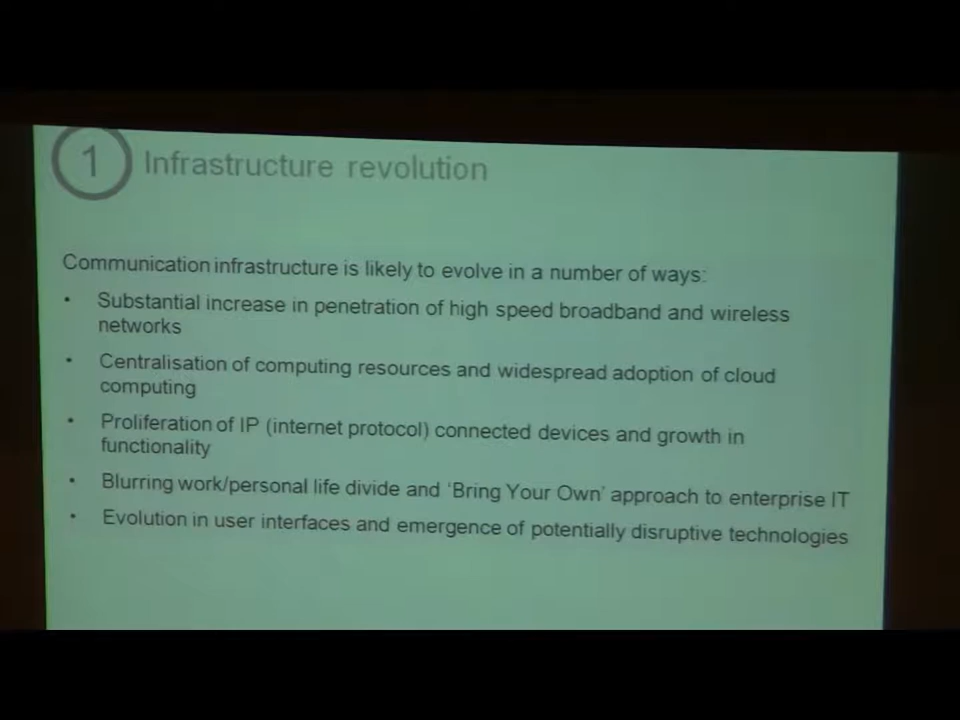 1 Infrastructure revolution
Communication infrastructure is likely to evolve in a number of ways:
• Substantial increase in penetration of high speed broadband and wireless
networks
• Centralisation of computing resources and widespread adoption of cloud
computing
• Proliferation of IP (internet protocol) connected devices and growth in
functionality
• Blurring work/personal life divide and ‘Bring Your Own’ approach to enterprise IT
• Evolution in user interfaces and emergence of potentially disruptive technologies